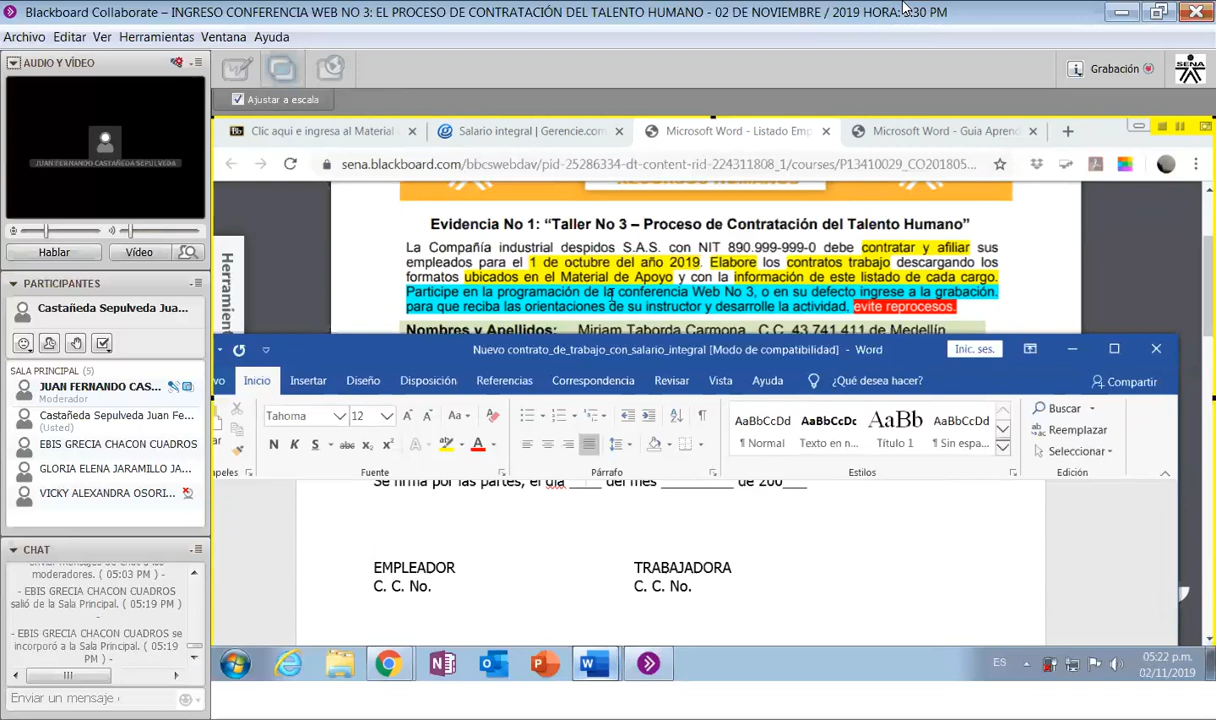 Blackboard Collaborate – INGRESO CONFERENCIA WEB NO 3: EL PROCESO DE CONTRATACIÓN DEL TALENTO HUMANO - 02 DE NOVIEMBRE / 2019 HORA: :30 PM
Archivo Editar Ver Herramientas Ventana Ayuda
AUDIO Y VÍDEO
Grabación
SENA
Ajustar a escala
JUAN FERNANDO CASTAÑEDA SEPULVEDA
Hablar Vídeo
PARTICIPANTES
Castañeda Sepulveda Jua...
SALA PRINCIPAL (5)
JUAN FERNANDO CAS...
Moderador
Castañeda Sepulveda Juan Fe...
(Usted)
EBIS GRECIA CHACON CUADROS
GLORIA ELENA JARAMILLO JA...
VICKY ALEXANDRA OSORI...
CHAT
moderadores. ( 05:03 PM ) -
- EBIS GRECIA CHACON CUADROS
salió de la Sala Principal. ( 05:19
PM ) -
- EBIS GRECIA CHACON CUADROS se
incorporó a la Sala Principal. ( 05:19
PM ) -
Enviar un mensaje
Clic aqui e ingresa al Material
Salario integral | Gerencie.com
Microsoft Word - Listado Emp
Microsoft Word - Guia Apren
sena.blackboard.com/bbcswebdav/pid-25286334-dt-content-rid-224311808_1/courses/P13410029_CO201805...
Herramient
Evidencia No 1: “Taller No 3 – Proceso de Contratación del Talento Humano”
La Compañía industrial despidos S.A.S. con NIT 890.999-999-0 debe contratar y afiliar sus
empleados para el 1 de octubre del año 2019. Elabore los contratos trabajo descargando los
formatos ubicados en el Material de Apoyo y con la información de este listado de cada cargo.
Participe en la programación de la conferencia Web No 3, o en su defecto ingrese a la grabación.
para que reciba las orientaciones de su instructor y desarrolle la actividad, evite reprocesos.
Nombres y Apellidos: Miriam Taborda Carmona C.C. 43.741.411 de Medellín
Nuevo contrato_de_trabajo_con_salario_integral [Modo de compatibilidad] - Word
Inic. ses.
vo Inicio Insertar Diseño Disposición Referencias Correspondencia Revisar Vista Ayuda ¿Qué desea hacer? Compartir
Tahoma 12 Aa
N K S abc x₂ x²
AaBbCcDd AaBbCcDc AaBb AaBbCcDd
¶ Normal Texto en n... Título 1 ¶ Sin espa...
Buscar
Reemplazar
Seleccionar
apeles Fuente Párrafo Estilos Edición
Se firma por las partes, el día ____ del mes _________ de 200___
EMPLEADOR TRABAJADORA
C. C. No. C. C. No.
ES
05:22 p.m.
02/11/2019